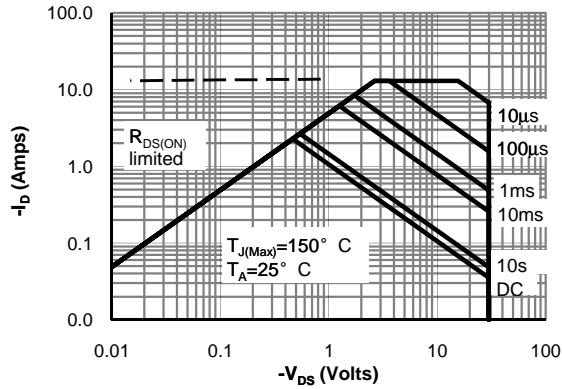 100.0
10.0
1.0
0.1
0.0
-I_D (Amps)
R_DS(ON)
limited
10µs
100µs
1ms
10ms
10s
DC
T_J(Max)=150° C
T_A=25° C
0.01
0.1
1
10
100
-V_DS (Volts)